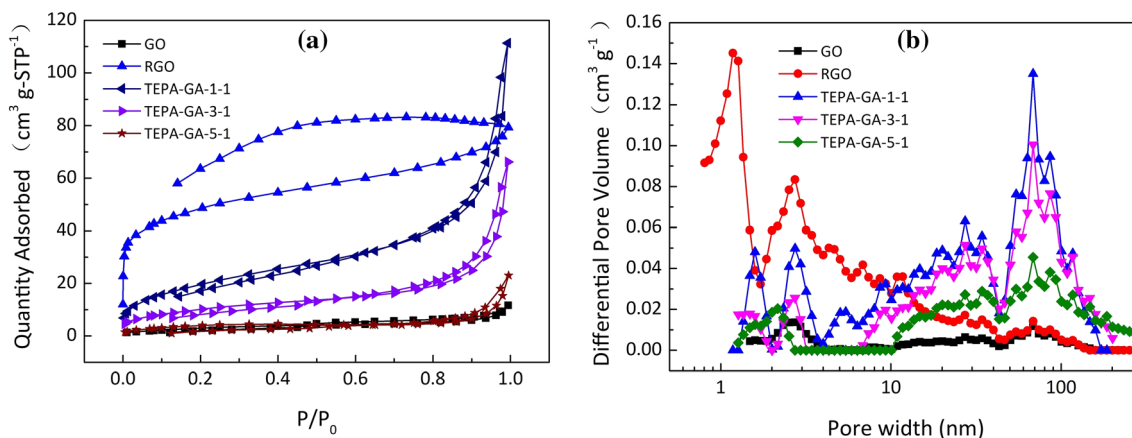 (a)
GO
RGO
TEPA-GA-1-1
TEPA-GA-3-1
TEPA-GA-5-1
Quantity Adsorbed （cm³ g-STP⁻¹）
120
100
80
60
40
20
0
0.0 0.2 0.4 0.6 0.8 1.0
P/P₀
(b)
GO
RGO
TEPA-GA-1-1
TEPA-GA-3-1
TEPA-GA-5-1
Differential Pore Volume （cm³ g⁻¹）
0.16
0.14
0.12
0.10
0.08
0.06
0.04
0.02
0.00
1 10 100
Pore width (nm)